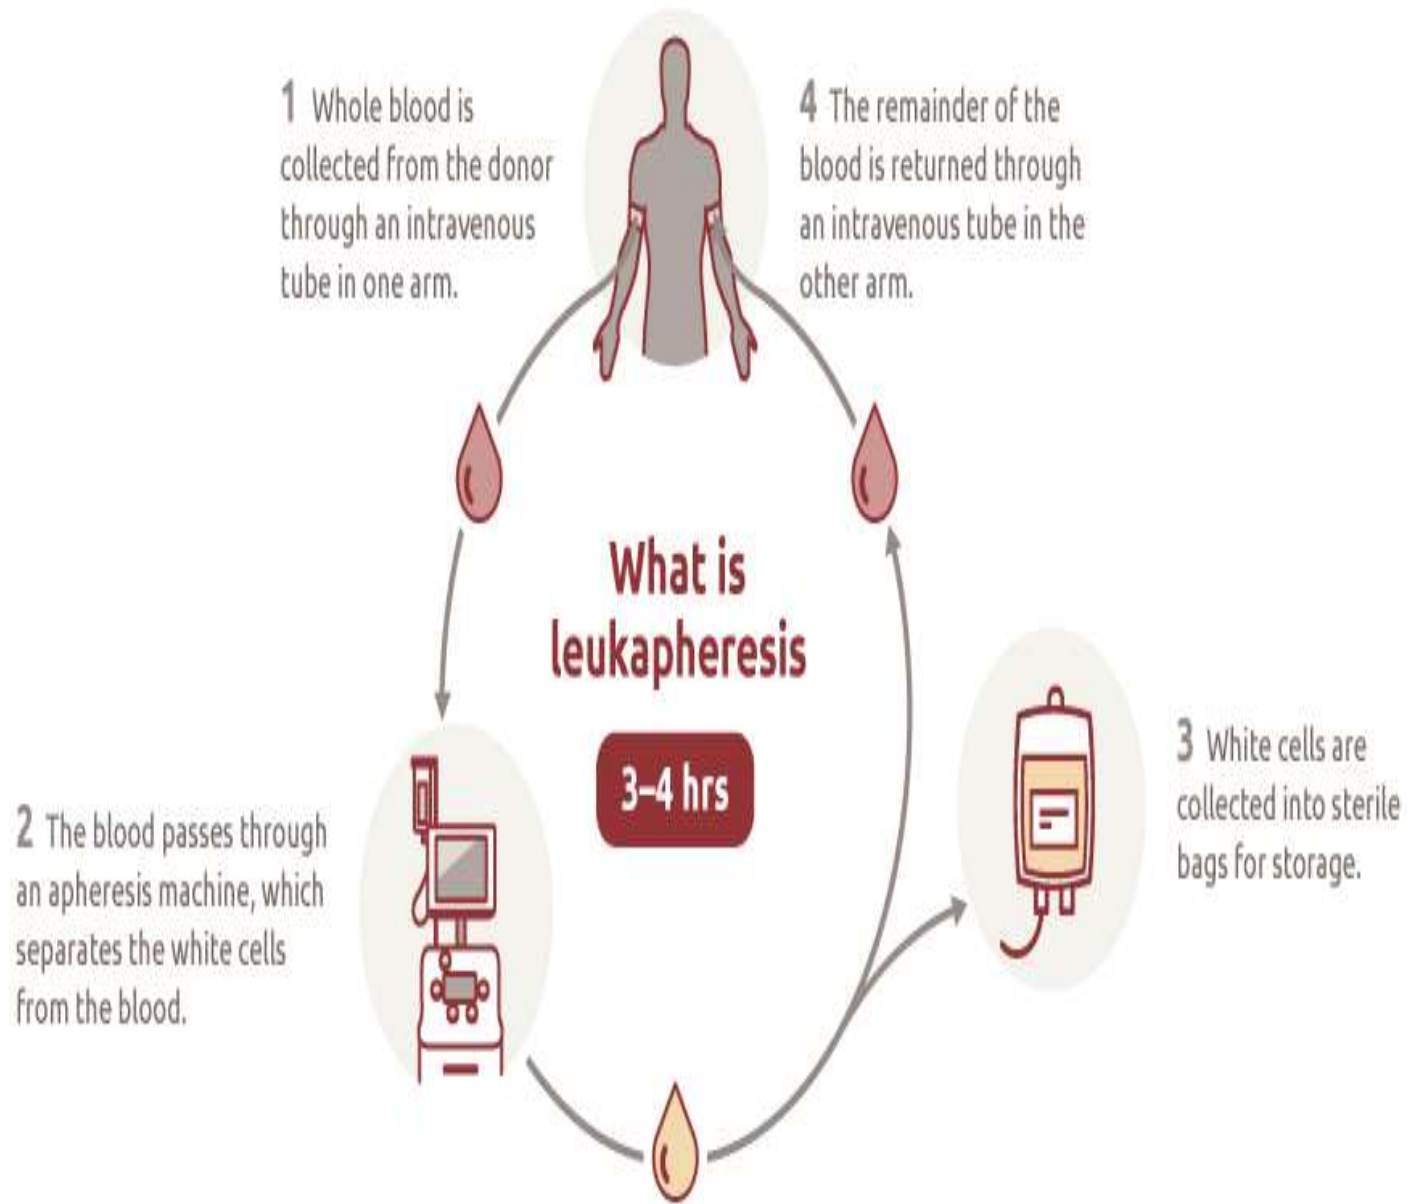 1 Whole blood is
collected from the donor
through an intravenous
tube in one arm.
4 The remainder of the
blood is returned through
an intravenous tube in the
other arm.
What is
leukapheresis
3–4 hrs
2 The blood passes through
an apheresis machine, which
separates the white cells
from the blood.
3 White cells are
collected into sterile
bags for storage.